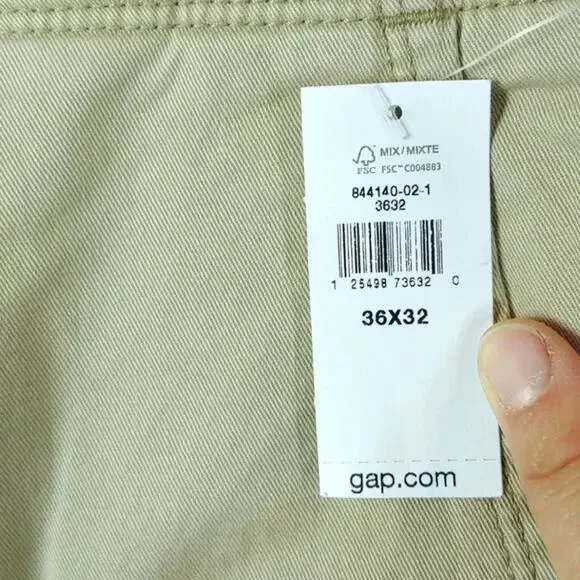 MIX/MIXTE
FSC FSC™ C004883
844140-02-1
3632
1 25498 73632 0
36X32
gap.com